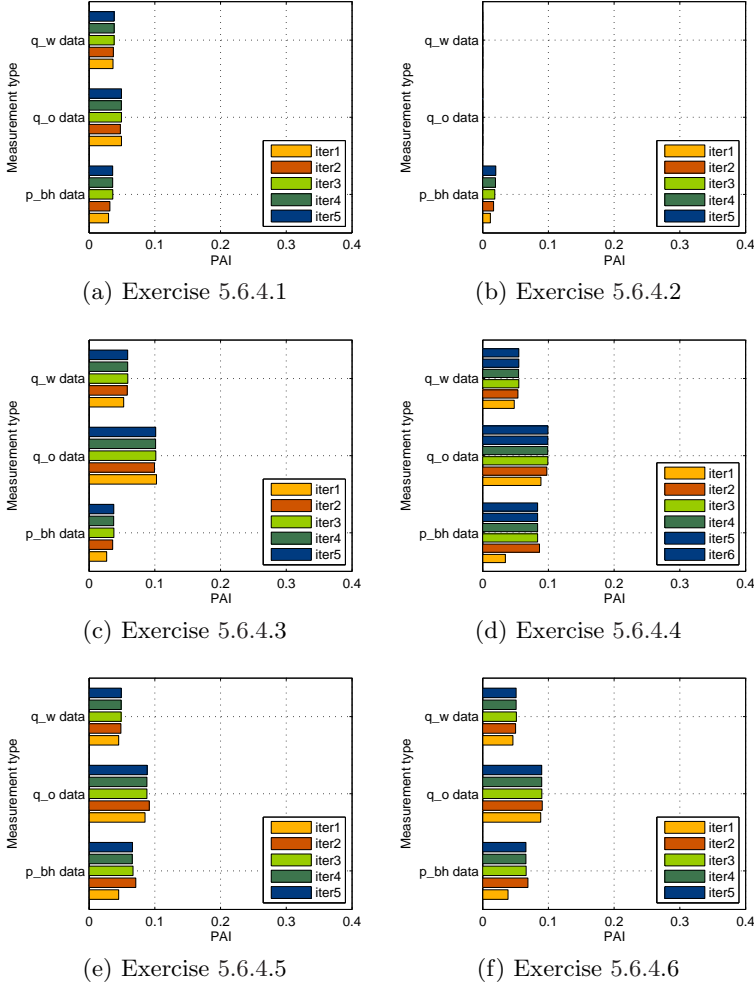 Measurement type
q_w data
q_o data
p_bh data
iter1
iter2
iter3
iter4
iter5
0 0.1 0.2 0.3 0.4
PAI
(a) Exercise 5.6.4.1
Measurement type
q_w data
q_o data
p_bh data
iter1
iter2
iter3
iter4
iter5
0 0.1 0.2 0.3 0.4
PAI
(b) Exercise 5.6.4.2
Measurement type
q_w data
q_o data
p_bh data
iter1
iter2
iter3
iter4
iter5
0 0.1 0.2 0.3 0.4
PAI
(c) Exercise 5.6.4.3
Measurement type
q_w data
q_o data
p_bh data
iter1
iter2
iter3
iter4
iter5
iter6
0 0.1 0.2 0.3 0.4
PAI
(d) Exercise 5.6.4.4
Measurement type
q_w data
q_o data
p_bh data
iter1
iter2
iter3
iter4
iter5
0 0.1 0.2 0.3 0.4
PAI
(e) Exercise 5.6.4.5
Measurement type
q_w data
q_o data
p_bh data
iter1
iter2
iter3
iter4
iter5
0 0.1 0.2 0.3 0.4
PAI
(f) Exercise 5.6.4.6